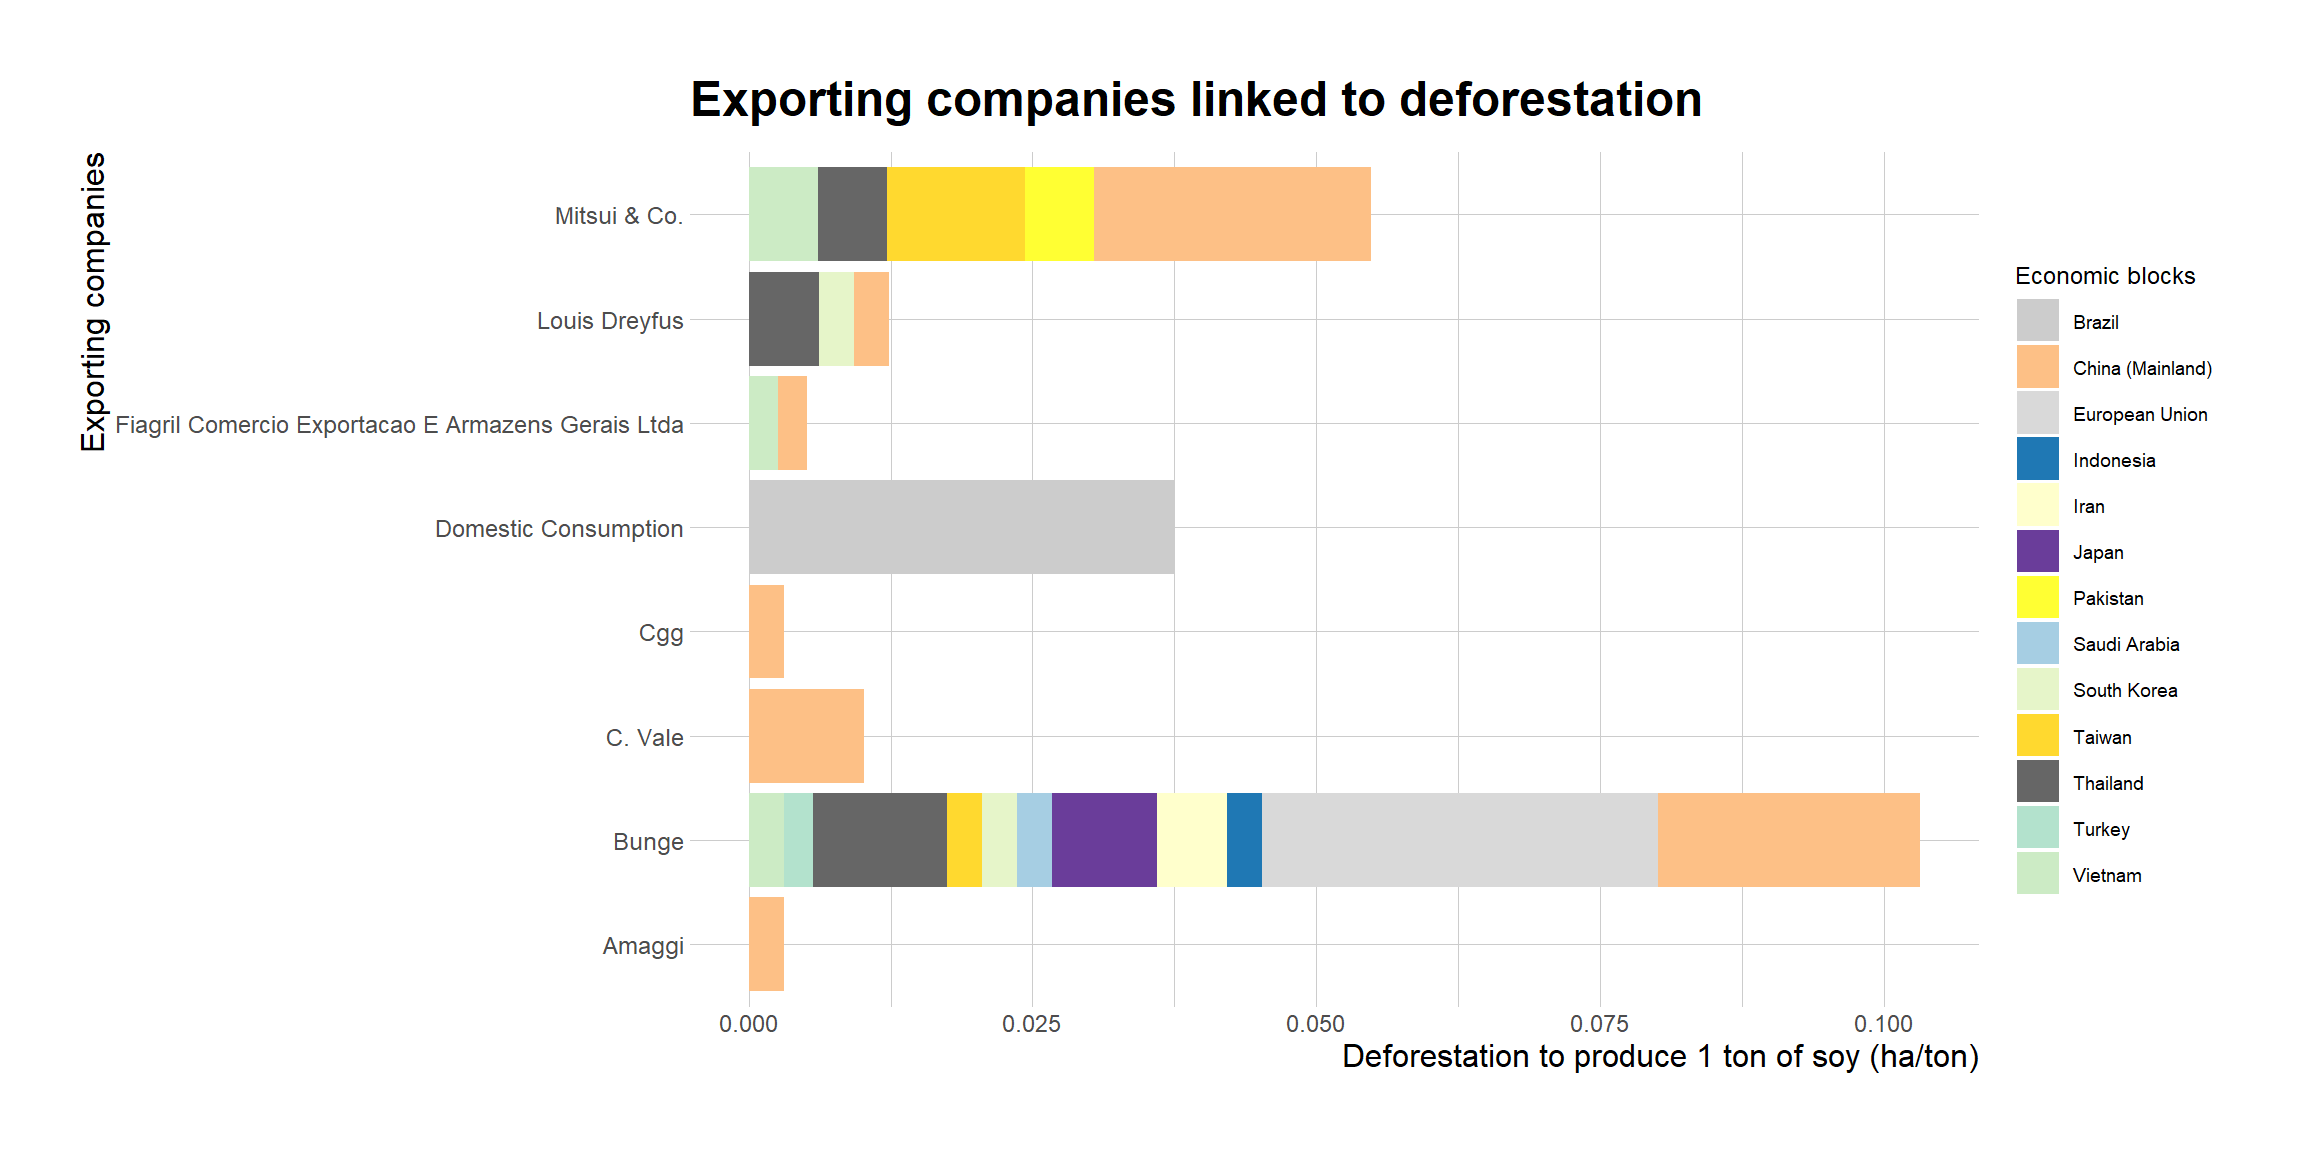 Exporting companies linked to deforestation
Exporting companies
Mitsui & Co.
Louis Dreyfus
Fiagril Comercio Exportacao E Armazens Gerais Ltda
Domestic Consumption
Cgg
C. Vale
Bunge
Amaggi
0.000
0.025
0.050
0.075
0.100
Deforestation to produce 1 ton of soy (ha/ton)
Economic blocks
Brazil
China (Mainland)
European Union
Indonesia
Iran
Japan
Pakistan
Saudi Arabia
South Korea
Taiwan
Thailand
Turkey
Vietnam